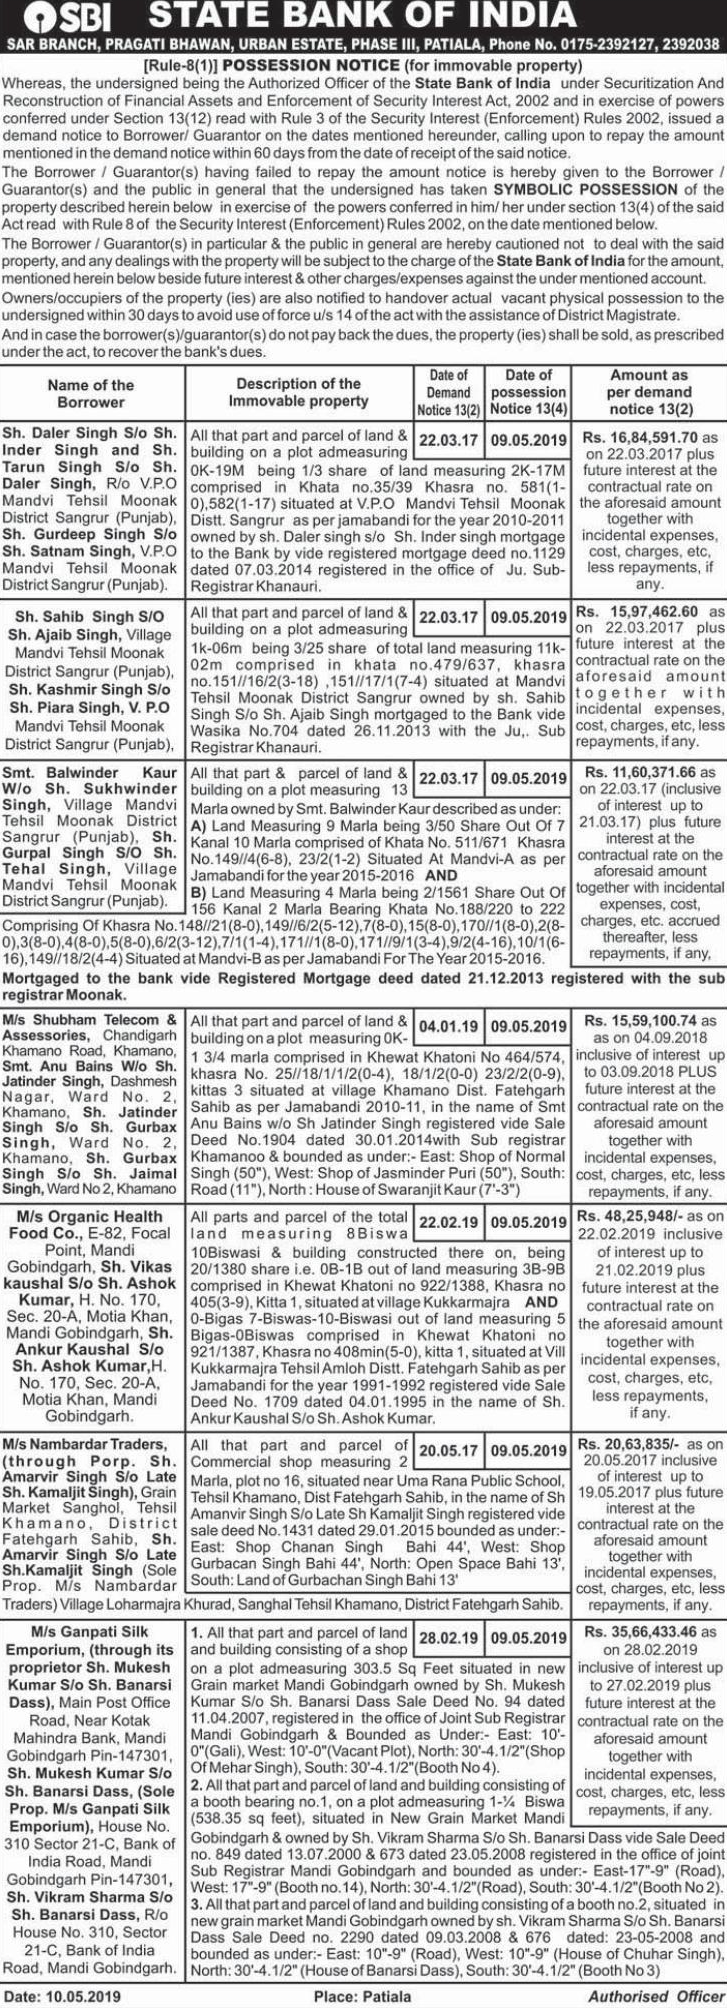 SBI STATE BANK OF INDIA
SAR BRANCH, PRAGATI BHAWAN, URBAN ESTATE, PHASE III, PATIALA, Phone No. 0175-2392127, 2392038
[Rule-8(1)] POSSESSION NOTICE (for immovable property)
Whereas, the undersigned being the Authorized Officer of the State Bank of India under Securitization And
Reconstruction of Financial Assets and Enforcement of Security Interest Act, 2002 and in exercise of powers
conferred under Section 13(12) read with Rule 3 of the Security Interest (Enforcement) Rules 2002, issued a
demand notice to Borrower/ Guarantor on the dates mentioned hereunder, calling upon to repay the amount
mentioned in the demand notice within 60 days from the date of receipt of the said notice.
The Borrower / Guarantor(s) having failed to repay the amount notice is hereby given to the Borrower /
Guarantor(s) and the public in general that the undersigned has taken SYMBOLIC POSSESSION of the
property described herein below in exercise of the powers conferred in him/ her under section 13(4) of the said
Act read with Rule 8 of the Security Interest (Enforcement) Rules 2002, on the date mentioned below.
The Borrower / Guarantor(s) in particular & the public in general are hereby cautioned not to deal with the said
property, and any dealings with the property will be subject to the charge of the State Bank of India for the amount,
mentioned herein below beside future interest & other charges/expenses against the under mentioned account.
Owners/occupiers of the property (ies) are also notified to handover actual vacant physical possession to the
undersigned within 30 days to avoid use of force u/s 14 of the act with the assistance of District Magistrate.
And in case the borrower(s)/guarantor(s) do not pay back the dues, the property (ies) shall be sold, as prescribed
under the act, to recover the bank's dues.
Name of the
Borrower
Description of the
Immovable property
Date of
Demand
Notice 13(2)
Date of
possession
Notice 13(4)
Amount as
per demand
notice 13(2)
Sh. Daler Singh S/o Sh.
Inder Singh and Sh.
Tarun Singh S/o Sh.
Daler Singh, R/o V.P.O
Mandvi Tehsil Moonak
District Sangrur (Punjab),
Sh. Gurdeep Singh S/o
Sh. Satnam Singh, V.P.O
Mandvi Tehsil Moonak
District Sangrur (Punjab).
All that part and parcel of land &
building on a plot admeasuring
0K-19M being 1/3 share of land measuring 2K-17M
comprised in Khata no.35/39 Khasra no. 581(1-
0),582(1-17) situated at V.P.O Mandvi Tehsil Moonak
Distt. Sangrur as per jamabandi for the year 2010-2011
owned by sh. Daler singh s/o Sh. Inder singh mortgage
to the Bank by vide registered mortgage deed no.1129
dated 07.03.2014 registered in the office of Ju. Sub-
Registrar Khanauri.
22.03.17
09.05.2019
Rs. 16,84,591.70 as
on 22.03.2017 plus
future interest at the
contractual rate on
the aforesaid amount
together with
incidental expenses,
cost, charges, etc,
less repayments, if
any.
Sh. Sahib Singh S/O
Sh. Ajaib Singh, Village
Mandvi Tehsil Moonak
District Sangrur (Punjab),
Sh. Kashmir Singh S/o
Sh. Piara Singh, V. P.O
Mandvi Tehsil Moonak
District Sangrur (Punjab),
All that part and parcel of land &
building on a plot admeasuring
1k-06m being 3/25 share of total land measuring 11k-
02m comprised in khata no.479/637, khasra
no.151//16/2(3-18) ,151//17/1(7-4) situated at Mandvi
Tehsil Moonak District Sangrur owned by sh. Sahib
Singh S/o Sh. Ajaib Singh mortgaged to the Bank vide
Wasika No.704 dated 26.11.2013 with the Ju,. Sub
Registrar Khanauri.
22.03.17
09.05.2019
Rs. 15,97,462.60 as
on 22.03.2017 plus
future interest at the
contractual rate on the
aforesaid amount
together with
incidental expenses,
cost, charges, etc, less
repayments, if any.
Smt. Balwinder Kaur
W/o Sh. Sukhwinder
Singh, Village Mandvi
Tehsil Moonak District
Sangrur (Punjab), Sh.
Gurpal Singh S/O Sh.
Tehal Singh, Village
Mandvi Tehsil Moonak
District Sangrur (Punjab).
All that part & parcel of land &
building on a plot measuring 13
Marla owned by Smt. Balwinder Kaur described as under:
A) Land Measuring 9 Marla being 3/50 Share Out Of 7
Kanal 10 Marla comprised of Khata No. 511/671 Khasra
No.149//4(6-8), 23/2(1-2) Situated At Mandvi-A as per
Jamabandi for the year 2015-2016 AND
B) Land Measuring 4 Marla being 2/1561 Share Out Of
156 Kanal 2 Marla Bearing Khata No.188/220 to 222
Comprising Of Khasra No.148//21(8-0),149//6/2(5-12),7(8-0),15(8-0),170//1(8-0),2(8-
0),3(8-0),4(8-0),5(8-0),6/2(3-12),7/1(1-4),171//1(8-0),171//9/1(3-4),9/2(4-16),10/1(6-
16),149//18/2(4-4) Situated at Mandvi-B as per Jamabandi For The Year 2015-2016.
22.03.17
09.05.2019
Rs. 11,60,371.66 as
on 22.03.17 (inclusive
of interest up to
21.03.17) plus future
interest at the
contractual rate on the
aforesaid amount
together with incidental
expenses, cost,
charges, etc. accrued
thereafter, less
repayments, if any,
Mortgaged to the bank vide Registered Mortgage deed dated 21.12.2013 registered with the sub
registrar Moonak.
M/s Shubham Telecom &
Assessories, Chandigarh
Khamano Road, Khamano,
Smt. Anu Bains W/o Sh.
Jatinder Singh, Dashmesh
Nagar, Ward No. 2,
Khamano, Sh. Jatinder
Singh S/o Sh. Gurbax
Singh, Ward No. 2,
Khamano, Sh. Gurbax
Singh S/o Sh. Jaimal
Singh, Ward No 2, Khamano
All that part and parcel of land &
building on a plot measuring 0K-
1 3/4 marla comprised in Khewat Khatoni No 464/574,
khasra No. 25//18/1/1/2(0-4), 18/1/2(0-0) 23/2/2(0-9),
kittas 3 situated at village Khamano Dist. Fatehgarh
Sahib as per Jamabandi 2010-11, in the name of Smt
Anu Bains w/o Sh Jatinder Singh registered vide Sale
Deed No.1904 dated 30.01.2014with Sub registrar
Khamanoo & bounded as under:- East: Shop of Normal
Singh (50"), West: Shop of Jasminder Puri (50"), South:
Road (11"), North : House of Swaranjit Kaur (7'-3")
04.01.19
09.05.2019
Rs. 15,59,100.74 as
as on 04.09.2018
inclusive of interest up
to 03.09.2018 PLUS
future interest at the
contractual rate on the
aforesaid amount
together with
incidental expenses,
cost, charges, etc, less
repayments, if any.
M/s Organic Health
Food Co., E-82, Focal
Point, Mandi
Gobindgarh, Sh. Vikas
kaushal S/o Sh. Ashok
Kumar, H. No. 170,
Sec. 20-A, Motia Khan,
Mandi Gobindgarh, Sh.
Ankur Kaushal S/o
Sh. Ashok Kumar,H.
No. 170, Sec. 20-A,
Motia Khan, Mandi
Gobindgarh.
All parts and parcel of the total
land measuring 8Biswa
10Biswasi & building constructed there on, being
20/1380 share i.e. 0B-1B out of land measuring 3B-9B
comprised in Khewat Khatoni no 922/1388, Khasra no
405(3-9), Kitta 1, situated at village Kukkarmajra AND
0-Bigas 7-Biswas-10-Biswasi out of land measuring 5
Bigas-0Biswas comprised in Khewat Khatoni no
921/1387, Khasra no 408min(5-0), kitta 1, situated at Vill
Kukkarmajra Tehsil Amloh Distt. Fatehgarh Sahib as per
Jamabandi for the year 1991-1992 registered vide Sale
Deed No. 1709 dated 04.01.1995 in the name of Sh.
Ankur Kaushal S/o Sh. Ashok Kumar.
22.02.19
09.05.2019
Rs. 48,25,948/- as on
22.02.2019 inclusive
of interest up to
21.02.2019 plus
future interest at the
contractual rate on
the aforesaid amount
together with
incidental expenses,
cost, charges, etc,
less repayments,
if any.
M/s Nambardar Traders,
(through Porp. Sh.
Amarvir Singh S/o Late
Sh. Kamaljit Singh), Grain
Market Sanghol, Tehsil
Khamano, District
Fatehgarh Sahib, Sh.
Amarvir Singh S/o Late
Sh.Kamaljit Singh (Sole
Prop. M/s Nambardar
Traders) Village Loharmajra Khurad, Sanghal Tehsil Khamano, District Fatehgarh Sahib.
All that part and parcel of
Commercial shop measuring 2
Marla, plot no 16, situated near Uma Rana Public School,
Tehsil Khamano, Dist Fatehgarh Sahib, in the name of Sh
Amanvir Singh S/o Late Sh Kamaljit Singh registered vide
sale deed No.1431 dated 29.01.2015 bounded as under:-
East: Shop Chanan Singh Bahi 44', West: Shop
Gurbacan Singh Bahi 44', North: Open Space Bahi 13',
South: Land of Gurbachan Singh Bahi 13'
20.05.17
09.05.2019
Rs. 20,63,835/- as on
20.05.2017 inclusive
of interest up to
19.05.2017 plus future
interest at the
contractual rate on the
aforesaid amount
together with
incidental expenses,
cost, charges, etc, less
repayments, if any.
M/s Ganpati Silk
Emporium, (through its
proprietor Sh. Mukesh
Kumar S/o Sh. Banarsi
Dass), Main Post Office
Road, Near Kotak
Mahindra Bank, Mandi
Gobindgarh Pin-147301,
Sh. Mukesh Kumar S/o
Sh. Banarsi Dass, (Sole
Prop. M/s Ganpati Silk
Emporium), House No.
310 Sector 21-C, Bank of
India Road, Mandi
Gobindgarh Pin-147301,
Sh. Vikram Sharma S/o
Sh. Banarsi Dass, R/o
House No. 310, Sector
21-C, Bank of India
Road, Mandi Gobindgarh.
1. All that part and parcel of land
and building consisting of a shop
on a plot admeasuring 303.5 Sq Feet situated in new
Grain market Mandi Gobindgarh owned by Sh. Mukesh
Kumar S/o Sh. Banarsi Dass Sale Deed No. 94 dated
11.04.2007, registered in the office of Joint Sub Registrar
Mandi Gobindgarh & Bounded as Under:- East: 10'-
0"(Gali), West: 10'-0"(Vacant Plot), North: 30'-4.1/2"(Shop
Of Mehar Singh), South: 30'-4.1/2"(Booth No 4).
2. All that part and parcel of land and building consisting of
a booth bearing no.1, on a plot admeasuring 1-¼ Biswa
(538.35 sq feet), situated in New Grain Market Mandi
Gobindgarh & owned by Sh. Vikram Sharma S/o Sh. Banarsi Dass vide Sale Deed
no. 849 dated 13.07.2000 & 673 dated 23.05.2008 registered in the office of joint
Sub Registrar Mandi Gobindgarh and bounded as under:- East-17"-9" (Road),
West: 17"-9" (Booth no.14), North: 30'-4.1/2"(Road), South: 30'-4.1/2"(Booth No 2).
3. All that part and parcel of land and building consisting of a booth no.2, situated in
new grain market Mandi Gobindgarh owned by sh. Vikram Sharma S/o Sh. Banarsi
Dass Sale Deed no. 2290 dated 09.03.2008 & 676 dated: 23-05-2008 and
bounded as under:- East: 10"-9" (Road), West: 10"-9" (House of Chuhar Singh),
North: 30'-4.1/2" (House of Banarsi Dass), South: 30'-4.1/2" (Booth No 3)
28.02.19
09.05.2019
Rs. 35,66,433.46 as
on 28.02.2019
inclusive of interest up
to 27.02.2019 plus
future interest at the
contractual rate on the
aforesaid amount
together with
incidental expenses,
cost, charges, etc, less
repayments, if any.
Date: 10.05.2019
Place: Patiala
Authorised Officer